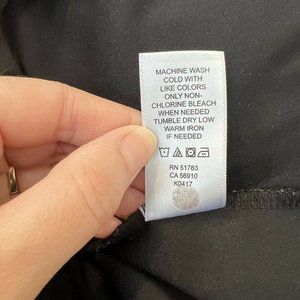 MACHINE WASH
COLD WITH
LIKE COLORS
ONLY NON-
CHLORINE BLEACH
WHEN NEEDED
TUMBLE DRY LOW
WARM IRON
IF NEEDED
RN 51783
CA 56910
K0417